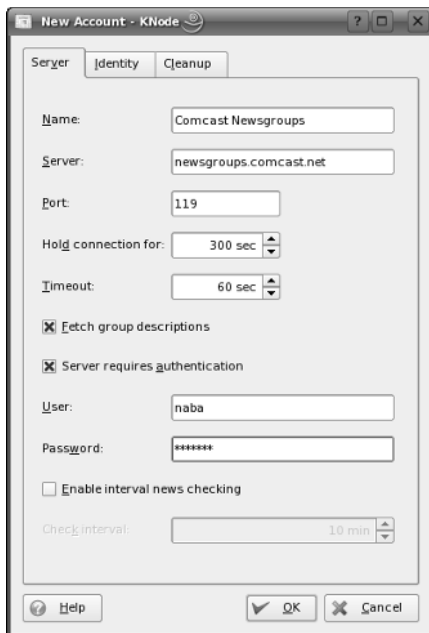 New Account - KNode
Server Identity Cleanup
Name: Comcast Newsgroups
Server: newsgroups.comcast.net
Port: 119
Hold connection for: 300 sec
Timeout: 60 sec
Fetch group descriptions
Server requires authentication
User: naba
Password: *******
Enable interval news checking
Check interval: 10 min
Help OK Cancel